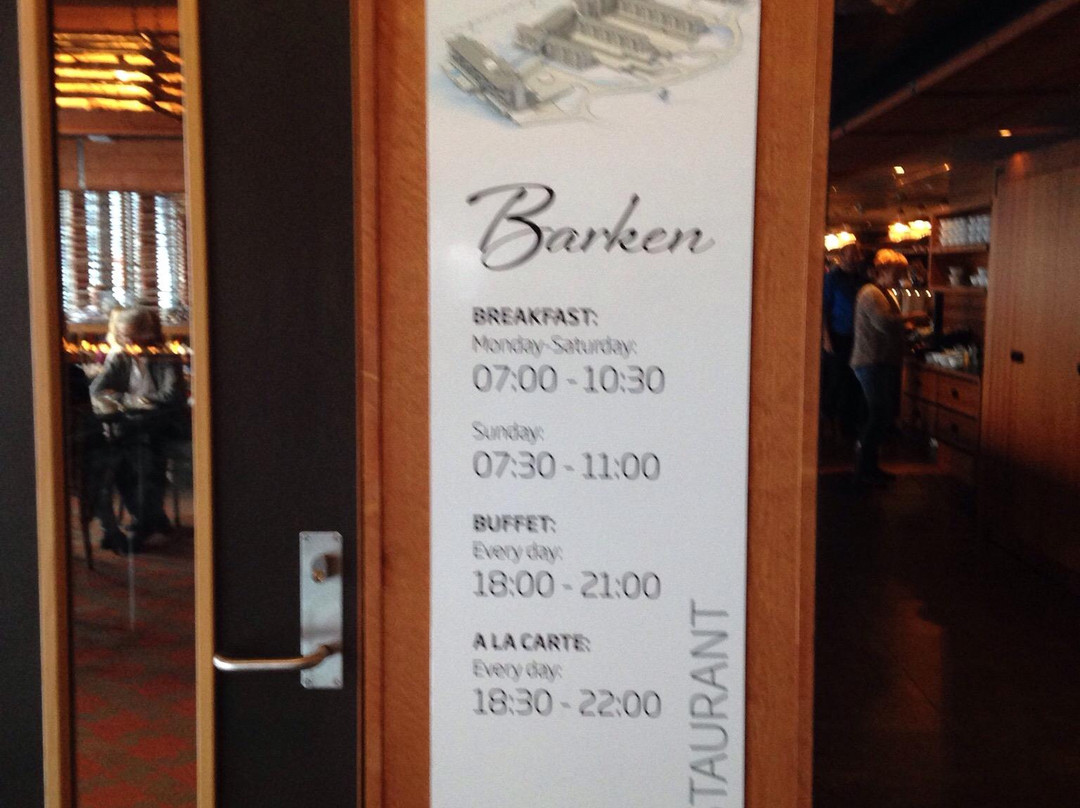 Barken
BREAKFAST:
Monday-Saturday:
07:00 - 10:30
Sunday:
07:30 - 11:00
BUFFET:
Every day:
18:00 - 21:00
A LA CARTE:
Every day:
18:30 - 22:00
STAURANT